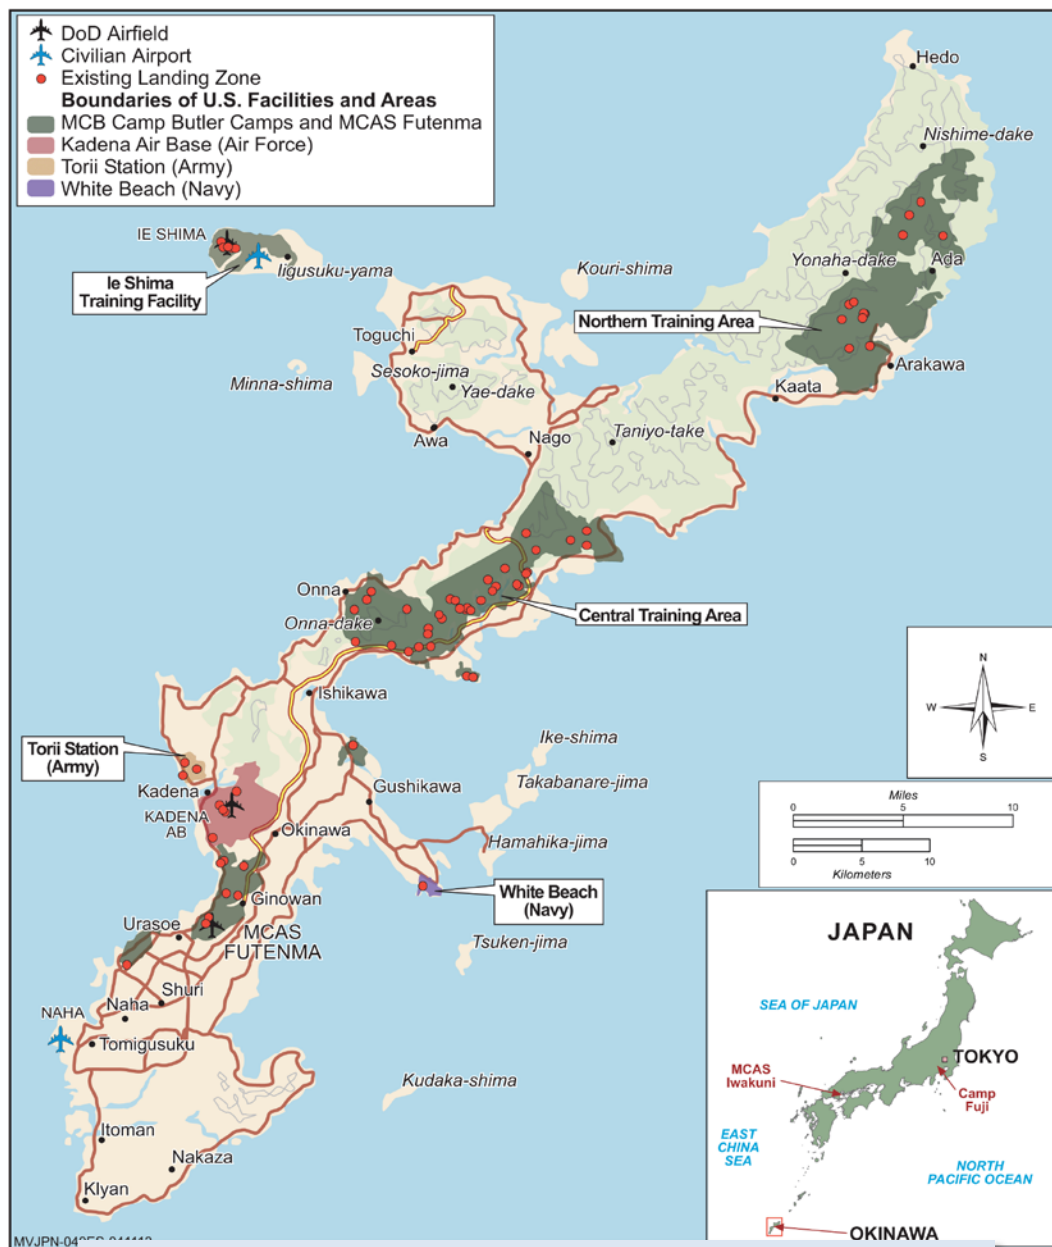 DoD Airfield
Civilian Airport
Existing Landing Zone
Boundaries of U.S. Facilities and Areas
MCB Camp Butler Camps and MCAS Futenma
Kadena Air Base (Air Force)
Torii Station (Army)
White Beach (Navy)
Hedo
Nishime-dake
IE SHIMA
Iigusuku-yama
Ie Shima
Training Facility
Kouri-shima
Yonaha-dake
Ada
Northern Training Area
Toguchi
Arakawa
Sesoko-jima
Minna-shima
Yae-dake
Kaata
Awa
Nago
Taniyo-take
Onna
Onna-dake
Central Training Area
Ishikawa
N
W
E
S
Torii Station
(Army)
Ike-shima
Takabanare-jima
Kadena
Gushikawa
KADENA
AB
Okinawa
Hamahika-jima
Miles
0
5
10
0
5
10
Kilometers
White Beach
(Navy)
Ginowan
Urasoe
MCAS
FUTENMA
Tsuken-jima
Shuri
Naha
NAHA
Tomigusuku
Kudaka-shima
Itoman
Nakaza
Klyan
JAPAN
SEA OF JAPAN
TOKYO
MCAS
Iwakuni
Camp
Fuji
EAST
CHINA
SEA
NORTH
PACIFIC OCEAN
OKINAWA